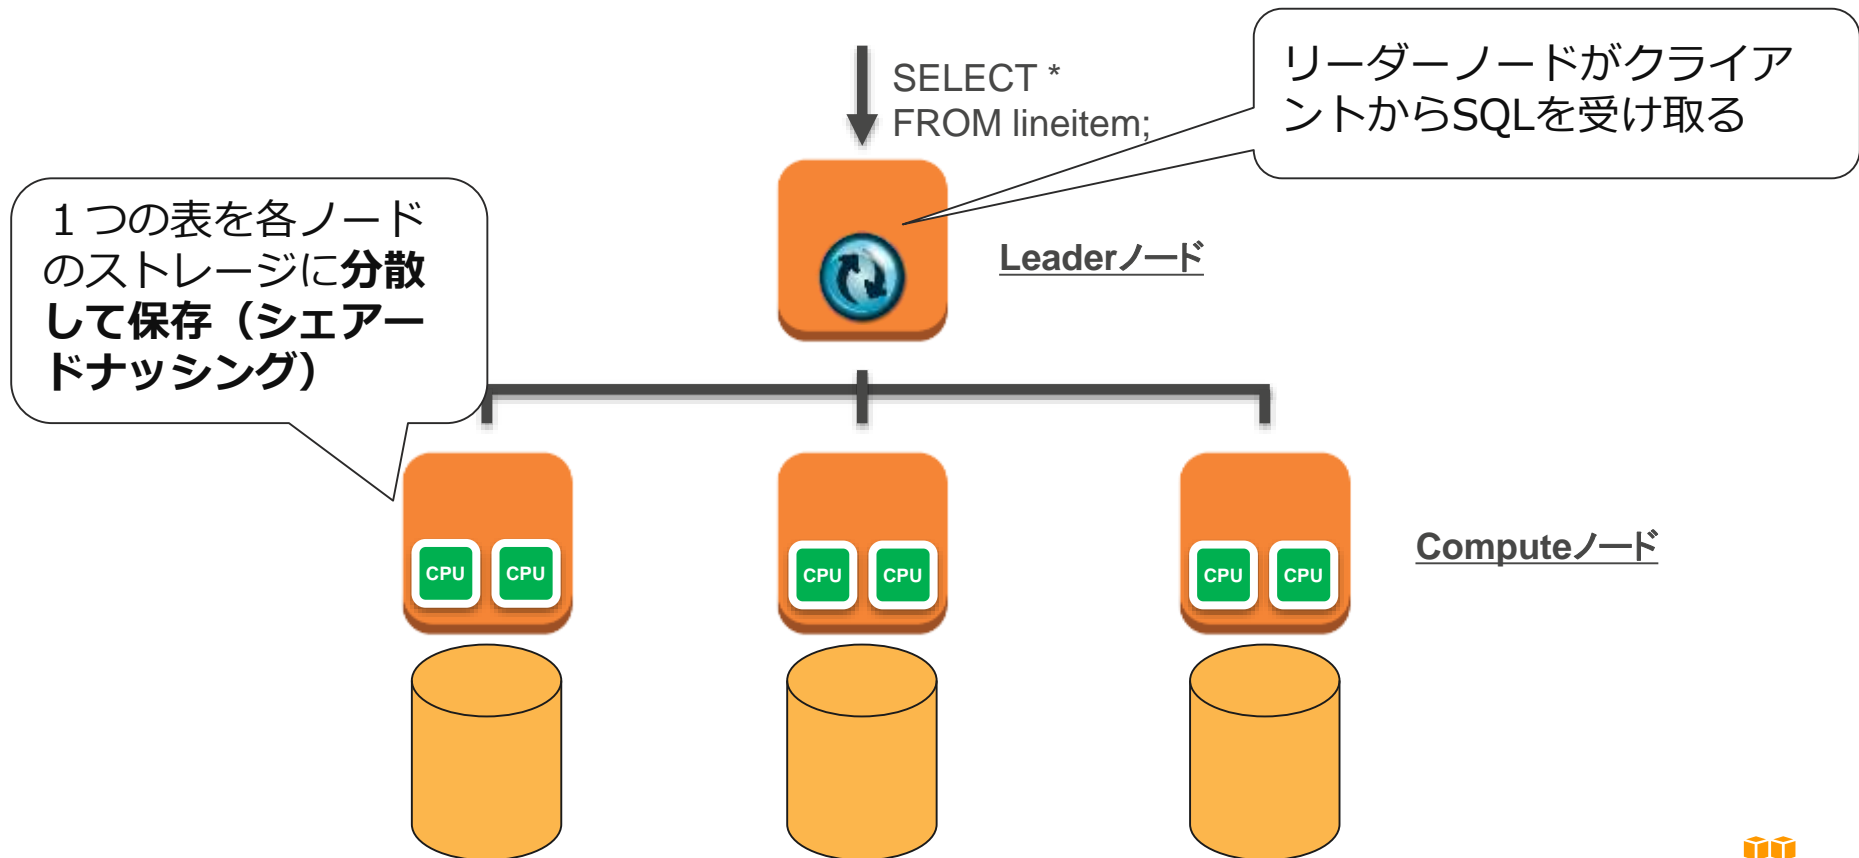 SELECT *
FROM lineitem;
リーダーノードがクライア
ントからSQLを受け取る
１つの表を各ノード
のストレージに分散
して保存（シェアー
ドナッシング）
Leaderノード
CPU CPU CPU CPU CPU CPU
Computeノード